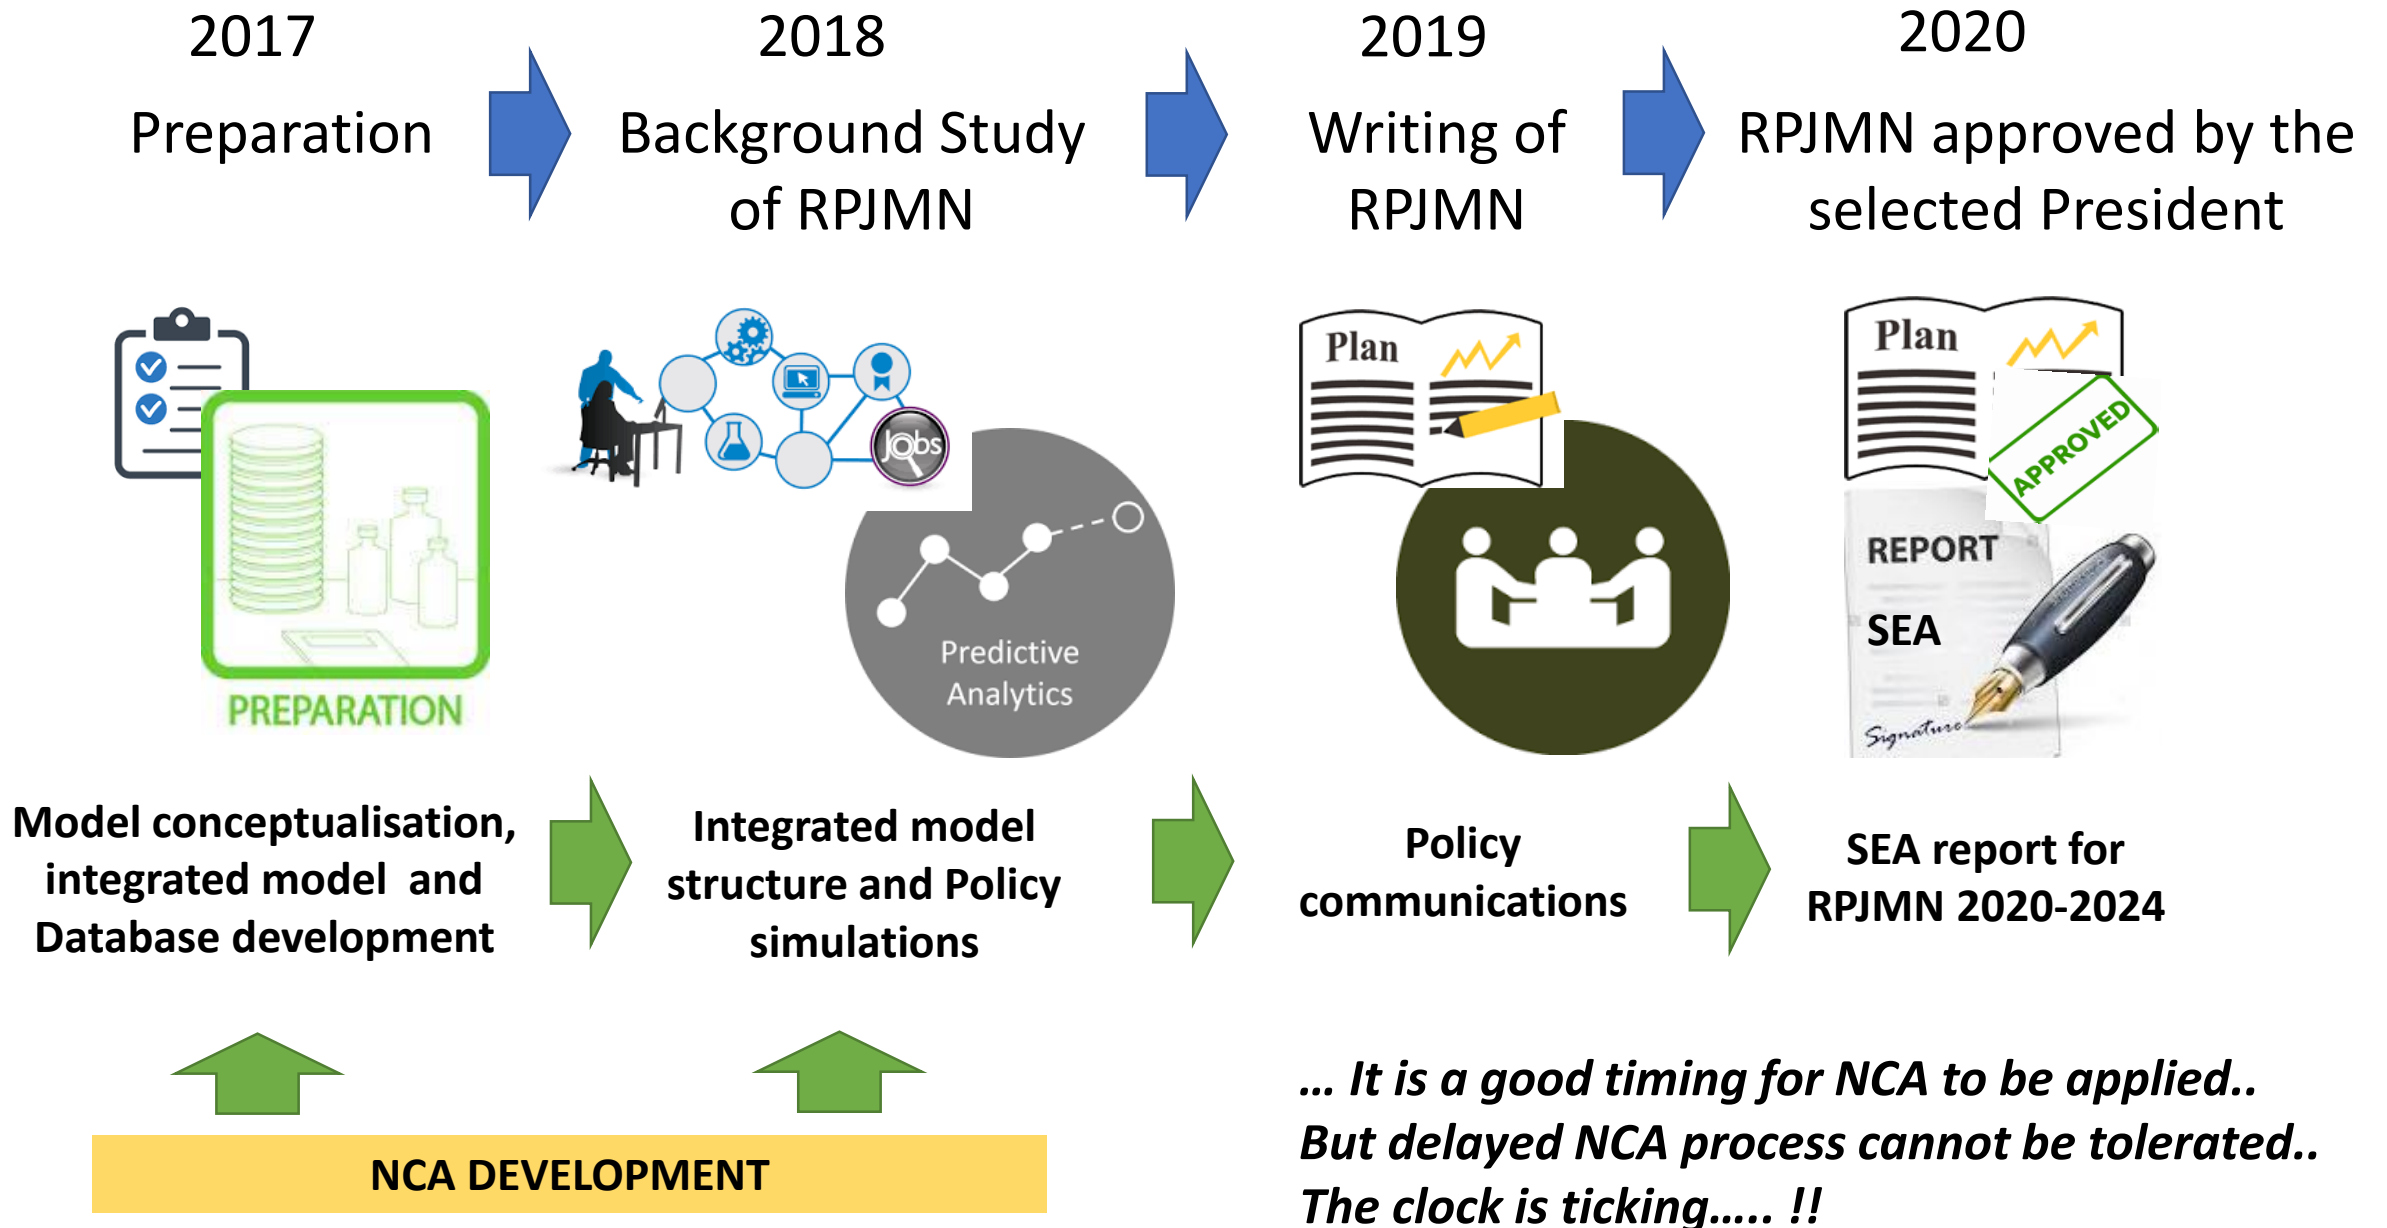 2017
Preparation
2018
Background Study
of RPJMN
2019
Writing of
RPJMN
2020
RPJMN approved by the
selected President
PREPARATION
Jobs
Predictive
Analytics
Plan
Plan
APPROVED
REPORT
SEA
Signature
Model conceptualisation,
integrated model and
Database development
Integrated model
structure and Policy
simulations
Policy
communications
SEA report for
RPJMN 2020-2024
NCA DEVELOPMENT
... It is a good timing for NCA to be applied..
But delayed NCA process cannot be tolerated..
The clock is ticking..... !!